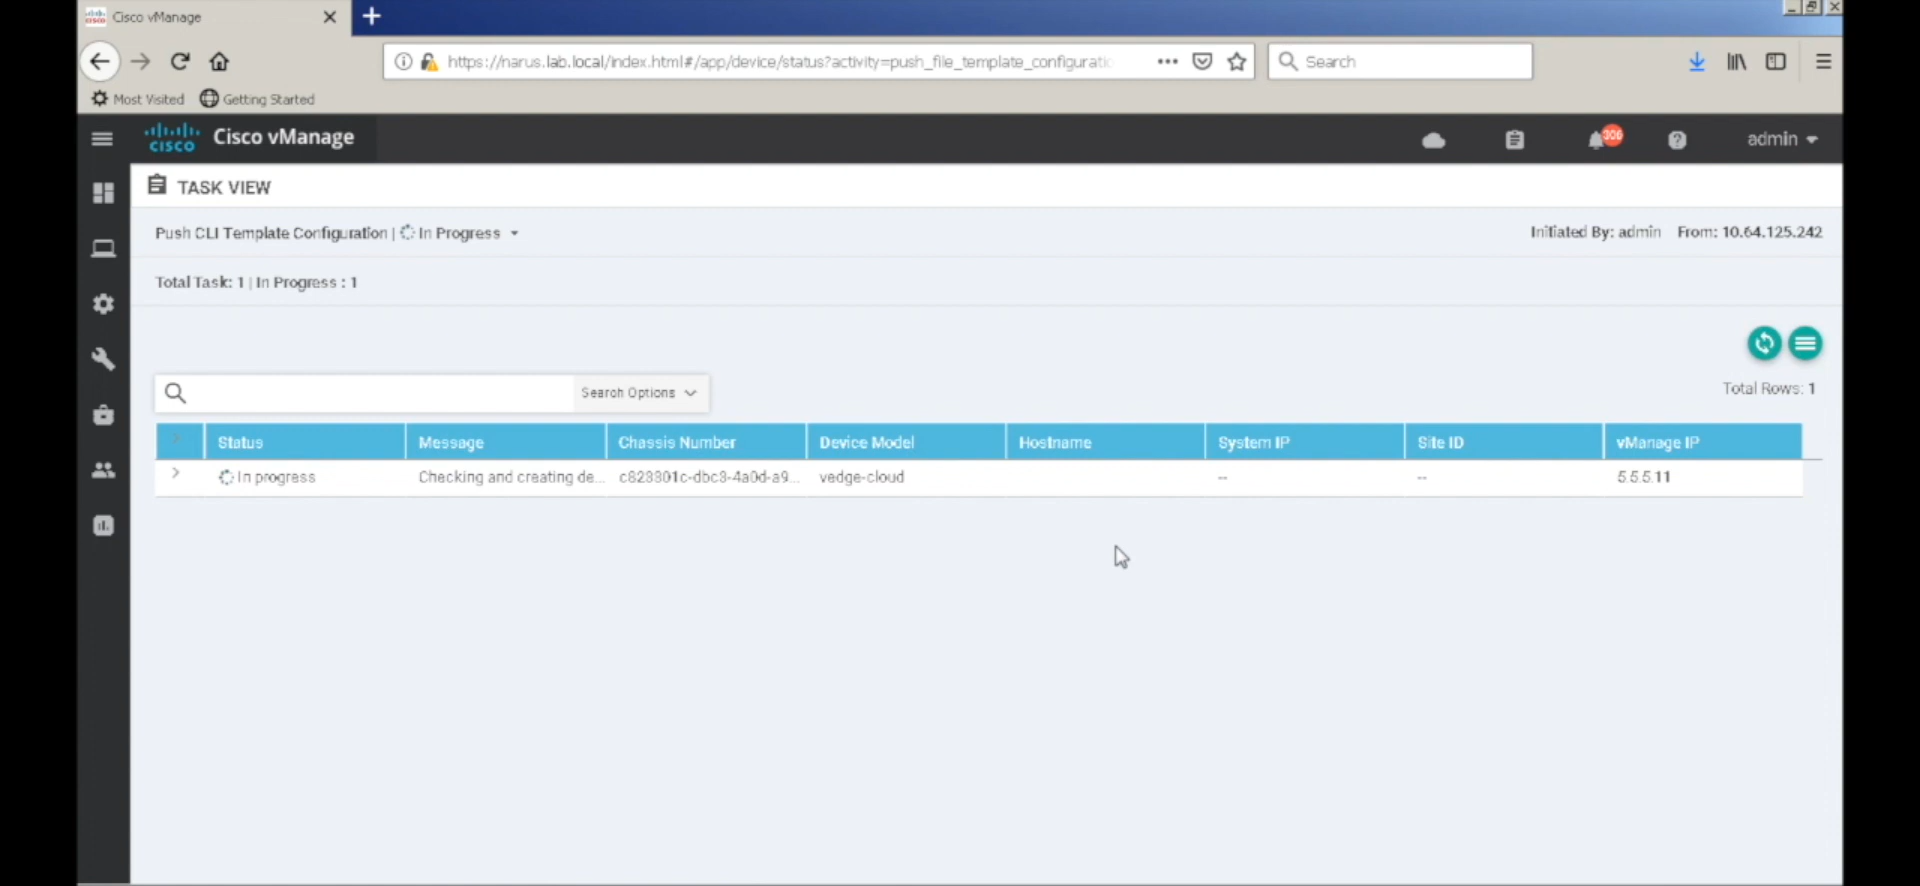 Cisco vManage
https://narus.lab.local/index.html#/app/device/status?activity=push_file_template_configuratic
Search
Most Visited Getting Started
CISCO Cisco vManage 306 admin
TASK VIEW
Push CLI Template Configuration | In Progress Initiated By: admin From: 10.64.125.242
Total Task: 1 | In Progress : 1
Search Options Total Rows: 1
Status Message Chassis Number Device Model Hostname System IP Site ID vManage IP
In progress Checking and creating de... c823301c-dbc3-4a0d-a9... vedge-cloud -- -- 5.5.5.11